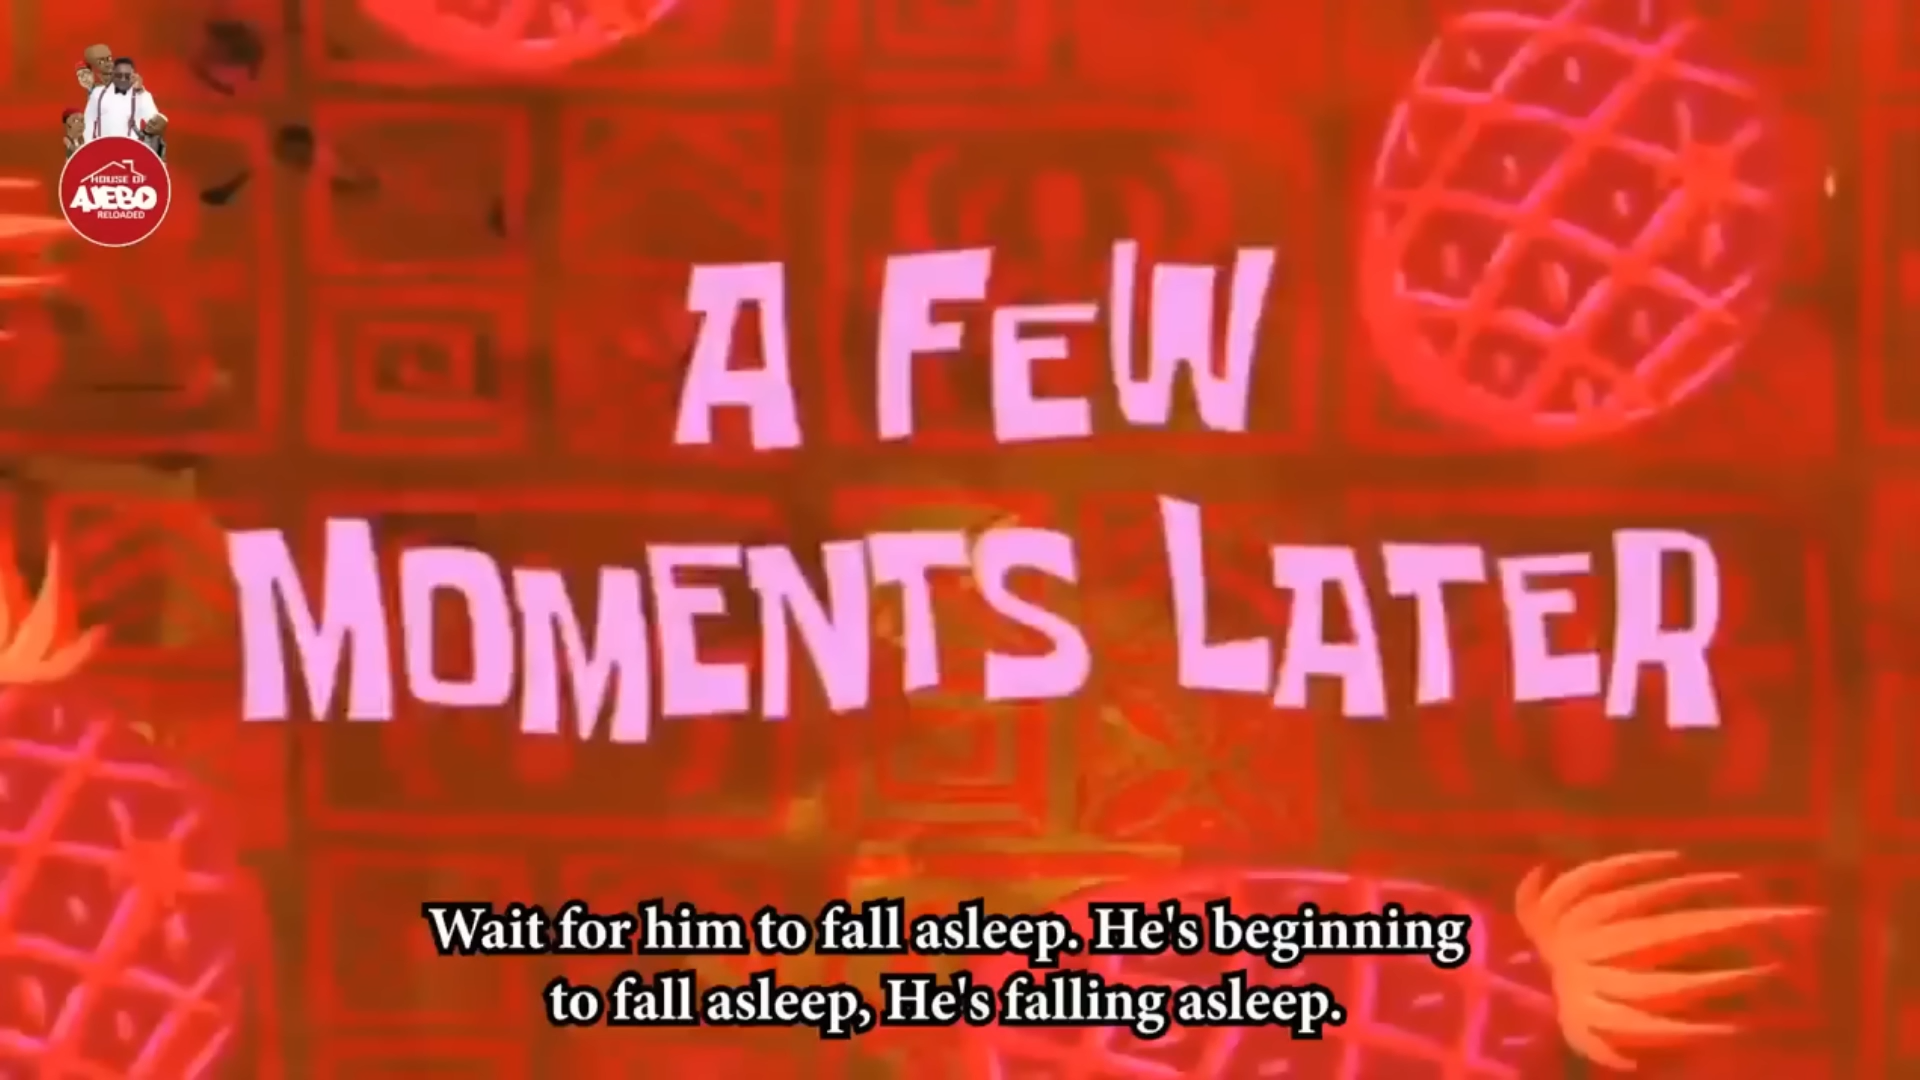 HOUSE OF
AJEBO
RELOADED
A FEW
MOMENTS LATER
Wait for him to fall asleep. He's beginning
to fall asleep, He's falling asleep.